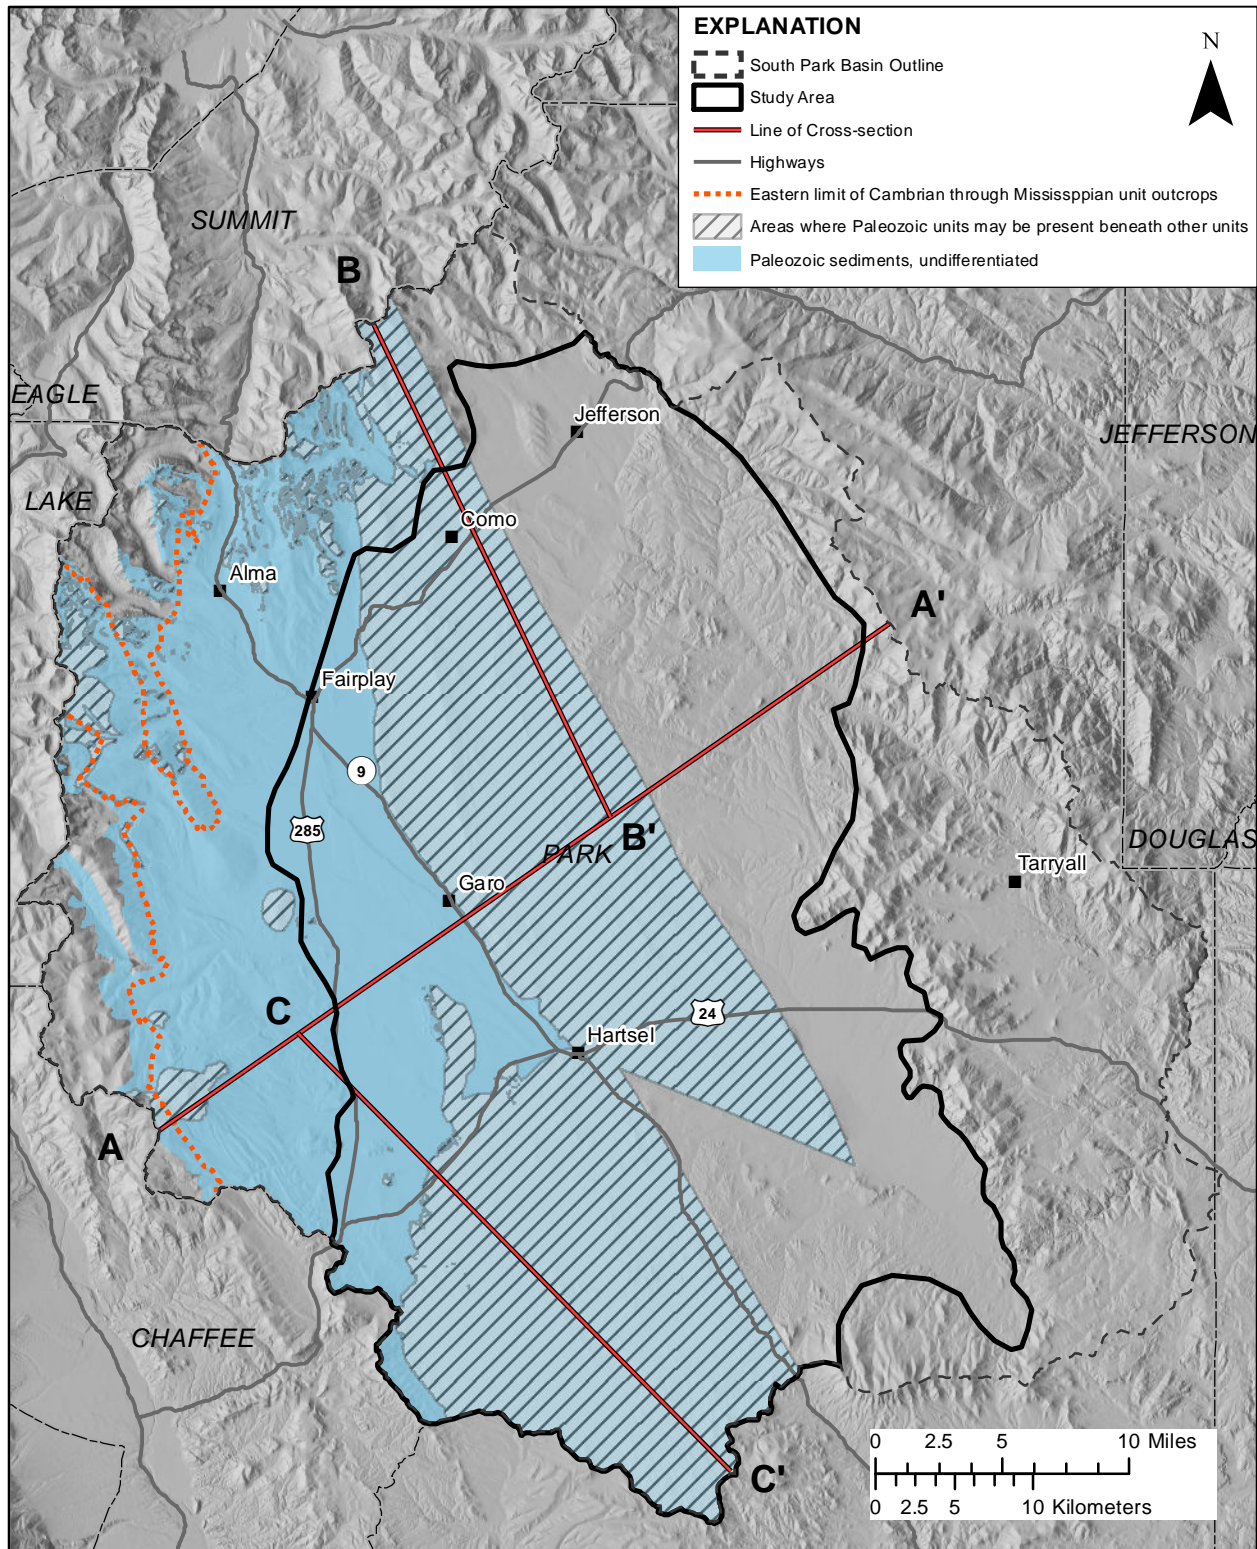 EXPLANATION
South Park Basin Outline
Study Area
Line of Cross-section
Highways
Eastern limit of Cambrian through Mississppian unit outcrops
Areas where Paleozoic units may be present beneath other units
Paleozoic sediments, undifferentiated
N
SUMMIT
B
EAGLE
Jefferson
JEFFERSON
LAKE
Como
Alma
A'
Fairplay
9
285
B'
PARK
DOUGLAS
Tarryall
Garo
C
24
Hartsel
A
CHAFFEE
C'
0 2.5 5 10 Miles
0 2.5 5 10 Kilometers